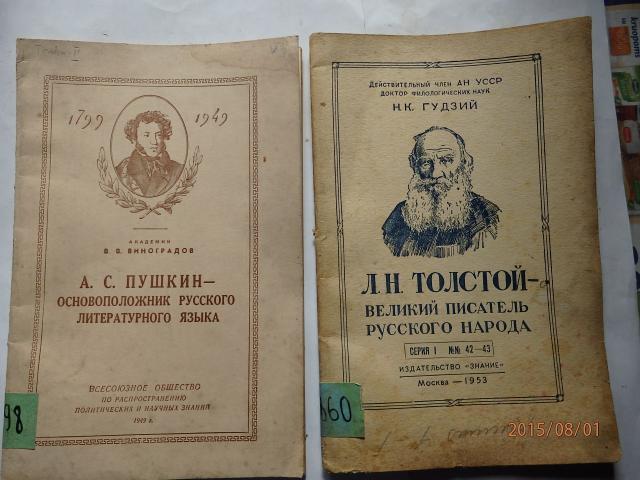 1799 1949
АКАДЕМИК
В. В. ВИНОГРАДОВ
А. С. ПУШКИН—
ОСНОВОПОЛОЖНИК РУССКОГО
ЛИТЕРАТУРНОГО ЯЗЫКА
ВСЕСОЮЗНОЕ ОБЩЕСТВО
ПО РАСПРОСТРАНЕНИЮ
ПОЛИТИЧЕСКИХ И НАУЧНЫХ ЗНАНИЙ
1949 г.
98
ДЕЙСТВИТЕЛЬНЫЙ ЧЛЕН АН УССР
ДОКТОР ФИЛОЛОГИЧЕСКИХ НАУК
Н.К. ГУДЗИЙ
Л.Н. ТОЛСТОЙ—
ВЕЛИКИЙ ПИСАТЕЛЬ
РУССКОГО НАРОДА
СЕРИЯ I №№ 42—43
ИЗДАТЕЛЬСТВО «ЗНАНИЕ»
Москва — 1953
860
2015/08/01